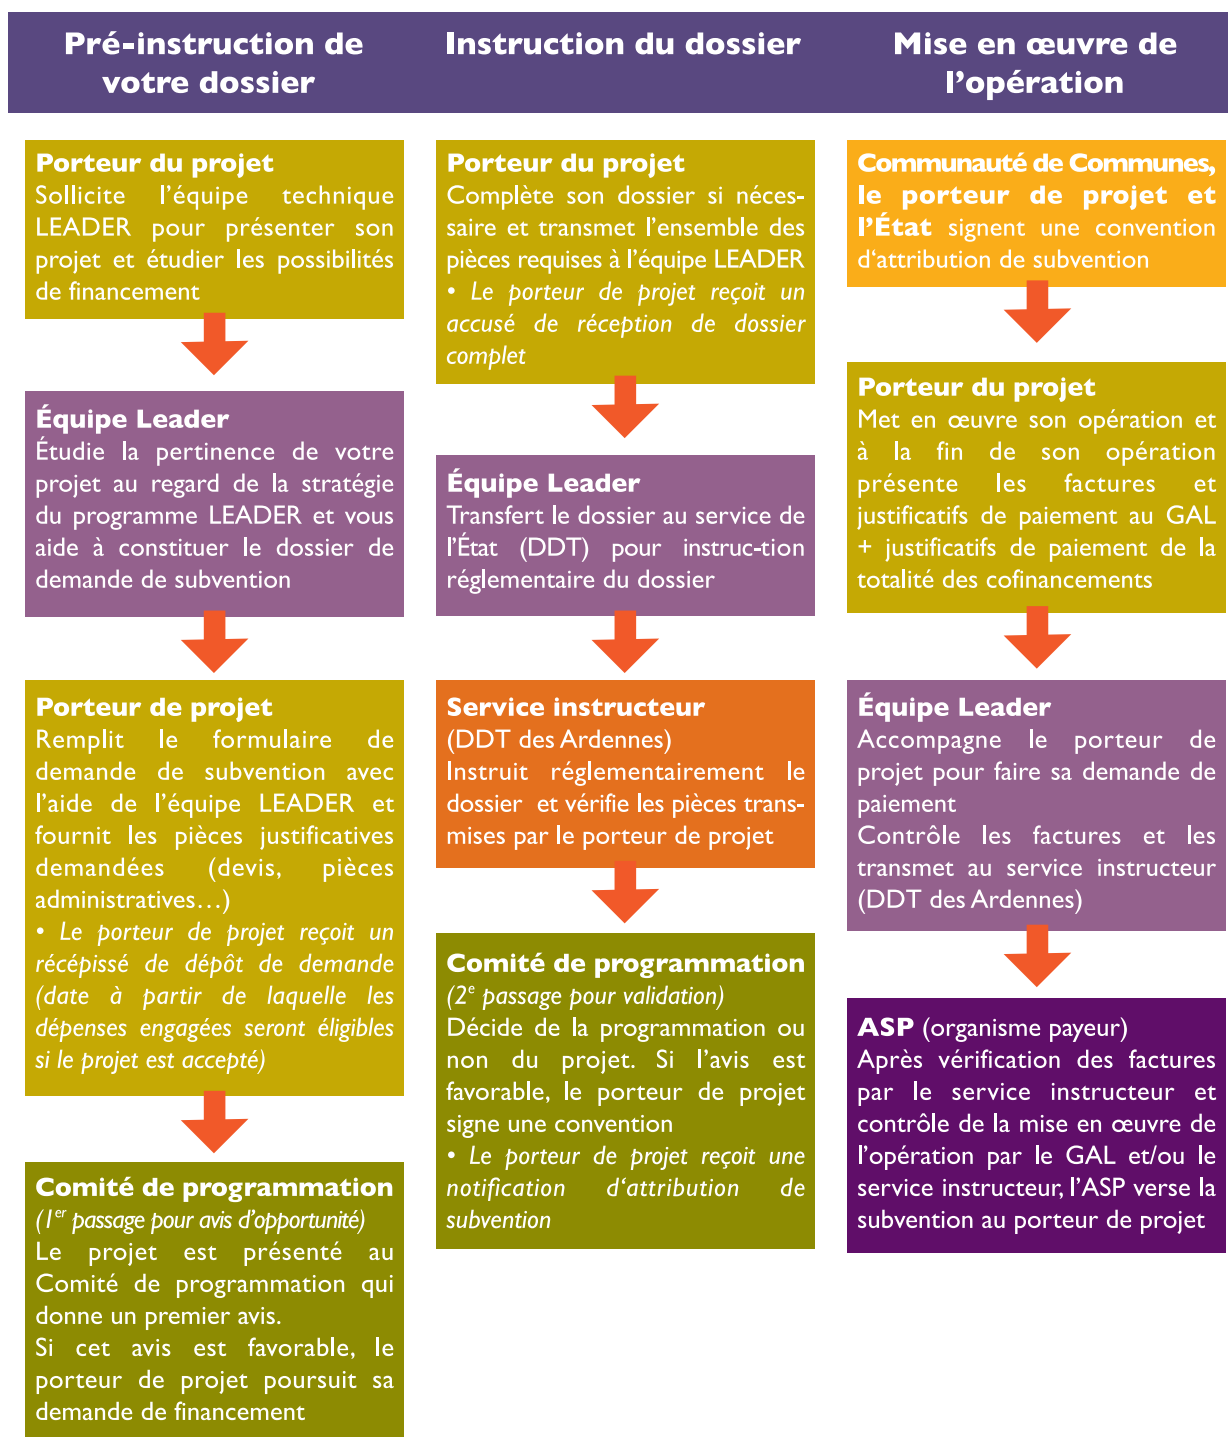 Pré-instruction de
votre dossier
Porteur du projet
Sollicite l'équipe technique
LEADER pour présenter son
projet et étudier les possibilités
de financement
Équipe Leader
Étudie la pertinence de votre
projet au regard de la stratégie
du programme LEADER et vous
aide à constituer le dossier de
demande de subvention
Porteur de projet
Remplit le formulaire de
demande de subvention avec
l'aide de l'équipe LEADER et
fournit les pièces justificatives
demandées (devis, pièces
administratives…)
• Le porteur de projet reçoit un
récépissé de dépôt de demande
(date à partir de laquelle les
dépenses engagées seront éligibles
si le projet est accepté)
Comité de programmation
(1er passage pour avis d'opportunité)
Le projet est présenté au
Comité de programmation qui
donne un premier avis.
Si cet avis est favorable, le
porteur de projet poursuit sa
demande de financement
Instruction du dossier
Porteur du projet
Complète son dossier si néces-
saire et transmet l'ensemble des
pièces requises à l'équipe LEADER
• Le porteur de projet reçoit un
accusé de réception de dossier
complet
Équipe Leader
Transfert le dossier au service de
l'État (DDT) pour instruc-tion
réglementaire du dossier
Service instructeur
(DDT des Ardennes)
Instruit réglementairement le
dossier et vérifie les pièces trans-
mises par le porteur de projet
Comité de programmation
(2e passage pour validation)
Décide de la programmation ou
non du projet. Si l'avis est
favorable, le porteur de projet
signe une convention
• Le porteur de projet reçoit une
notification d'attribution de
subvention
Mise en œuvre de
l'opération
Communauté de Communes,
le porteur de projet et
l'État signent une convention
d'attribution de subvention
Porteur du projet
Met en œuvre son opération et
à la fin de son opération
présente les factures et
justificatifs de paiement au GAL
+ justificatifs de paiement de la
totalité des cofinancements
Équipe Leader
Accompagne le porteur de
projet pour faire sa demande de
paiement
Contrôle les factures et les
transmet au service instructeur
(DDT des Ardennes)
ASP (organisme payeur)
Après vérification des factures
par le service instructeur et
contrôle de la mise en œuvre de
l'opération par le GAL et/ou le
service instructeur, l'ASP verse la
subvention au porteur de projet